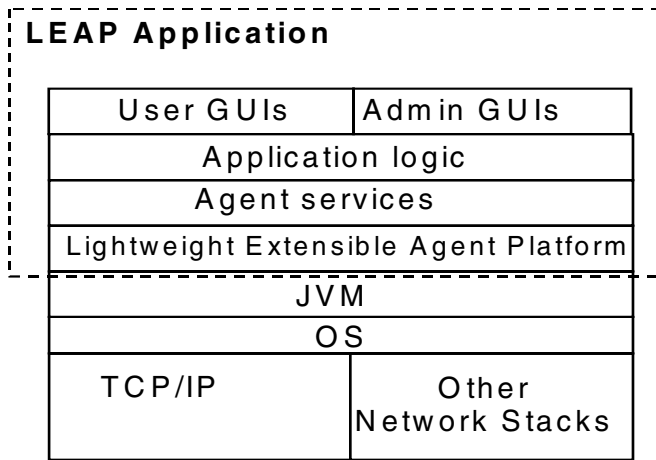 LEAP Application
User GUIs
Admin GUIs
Application logic
Agent services
Lightweight Extensible Agent Platform
JVM
OS
TCP/IP
Other
Network Stacks